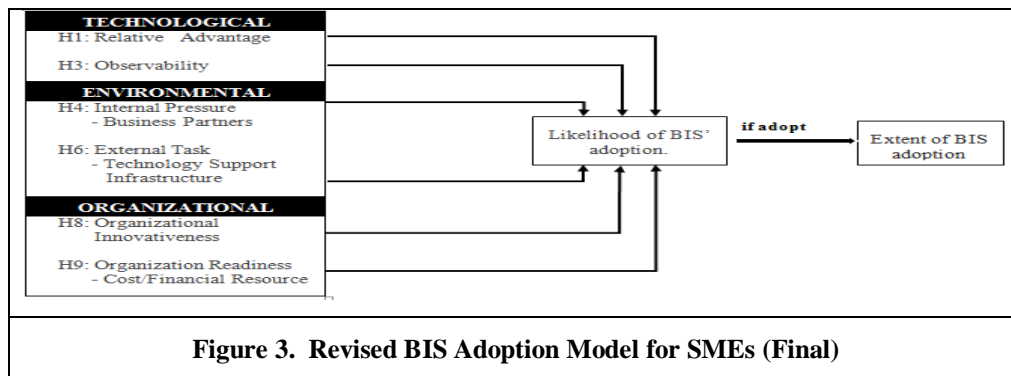 TECHNOLOGICAL
H1: Relative Advantage
H3: Observability
ENVIRONMENTAL
H4: Internal Pressure
- Business Partners
H6: External Task
- Technology Support
Infrastructure
ORGANIZATIONAL
H8: Organizational
Innovativeness
H9: Organization Readiness
- Cost/Financial Resource
Likelihood of BIS’
adoption.
if adopt
Extent of BIS
adoption
Figure 3. Revised BIS Adoption Model for SMEs (Final)